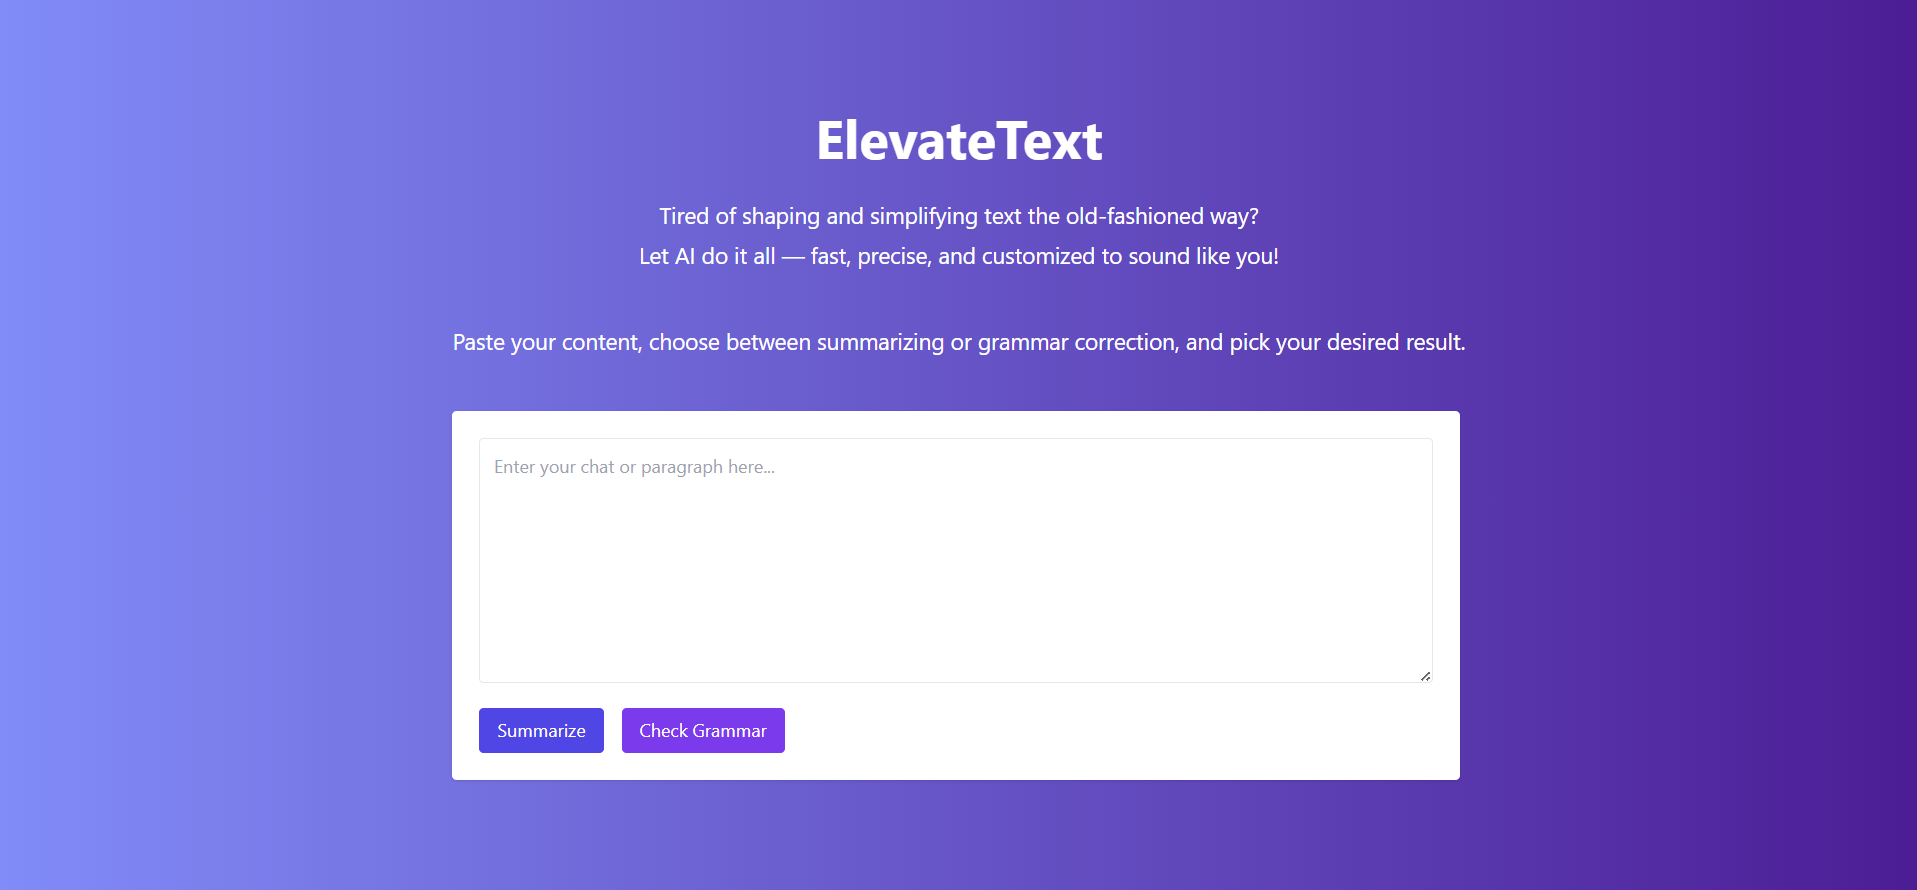 ElevateText
Tired of shaping and simplifying text the old-fashioned way?
Let AI do it all — fast, precise, and customized to sound like you!
Paste your content, choose between summarizing or grammar correction, and pick your desired result.
Enter your chat or paragraph here...
Summarize
Check Grammar